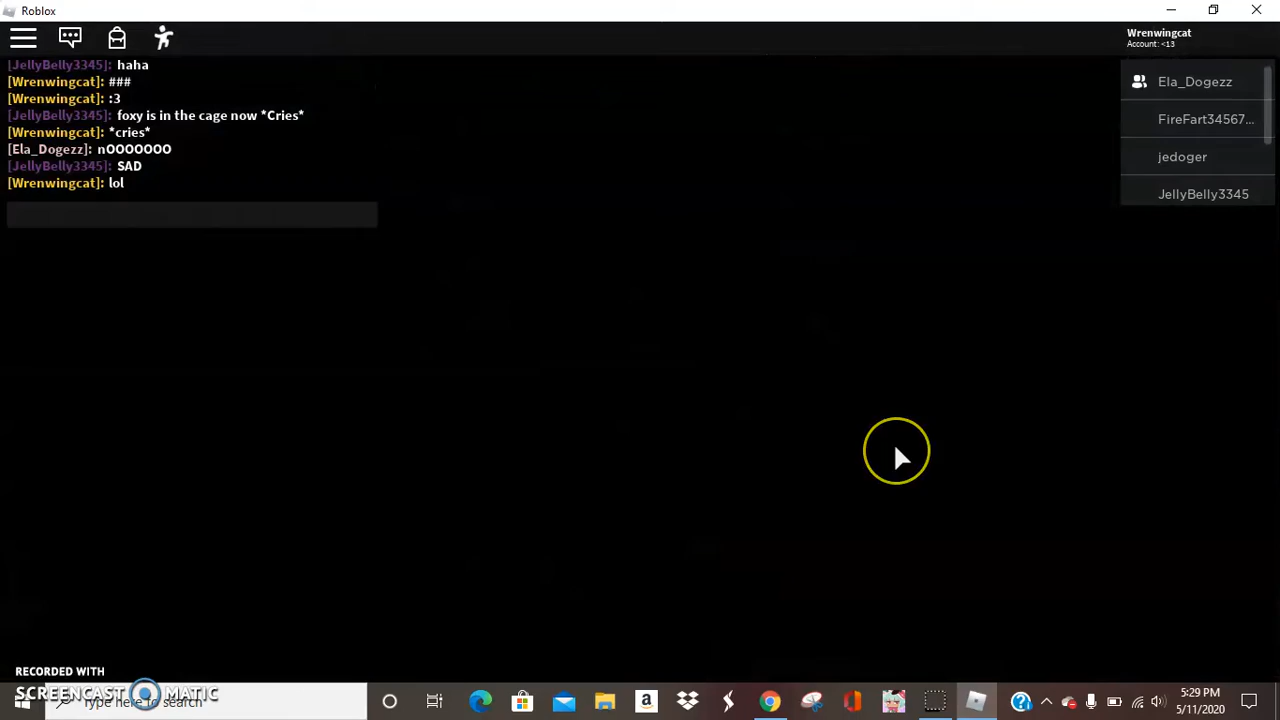 Roblox
Wrenwingcat
Account: <13
[JellyBelly3345]: haha
[Wrenwingcat]: ###
[Wrenwingcat]: :3
[JellyBelly3345]: foxy is in the cage now *Cries*
[Wrenwingcat]: *cries*
[Ela_Dogezz]: nOOOOOOO
[JellyBelly3345]: SAD
[Wrenwingcat]: lol
Ela_Dogezz
FireFart34567...
jedoger
JellyBelly3345
RECORDED WITH
SCREENCAST MATIC
Type here to search
5:29 PM
5/11/2020